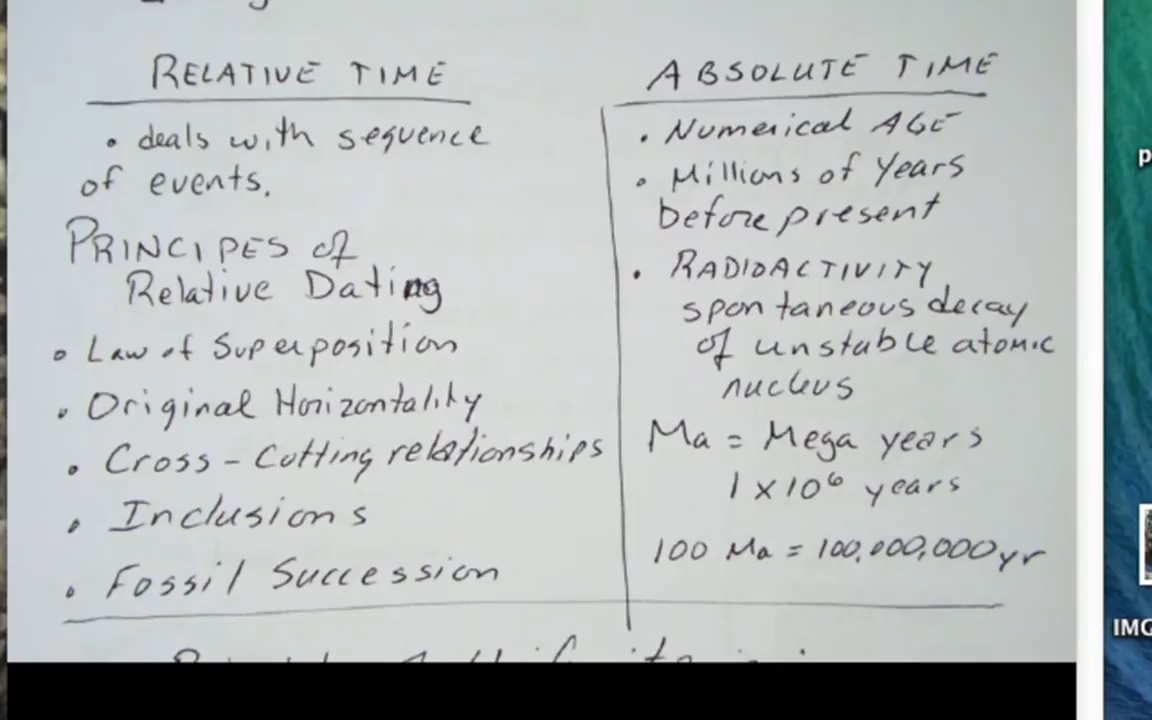 RELATIVE TIME
• deals with sequence
of events.
PRINCIPES of
Relative Dating
• Law of Superposition
• Original Horizontality
• Cross-Cutting relationships
• Inclusions
• Fossil Succession
ABSOLUTE TIME
• Numerical AGE
• Millions of Years
before present
• RADIOACTIVITY
spontaneous decay
of unstable atomic
nucleus
Ma = Mega years
1 x 10⁶ years
100 Ma = 100,000,000 yr
p
IMG